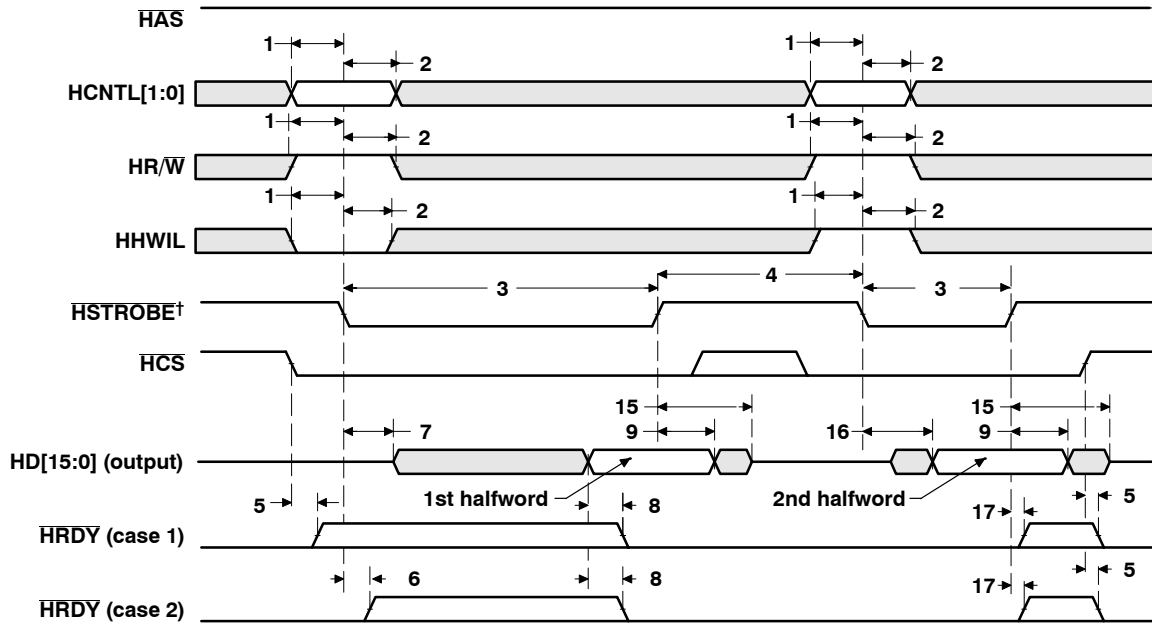 HAS
1
1
2
2
HCNTL[1:0]
1
1
2
2
HR/W
1
1
2
2
HHWIL
4
3
3
HSTROBE†
HCS
15
15
7
9
16
9
HD[15:0] (output)
1st halfword
2nd halfword
5
8
17
5
HRDY (case 1)
6
8
17
5
HRDY (case 2)